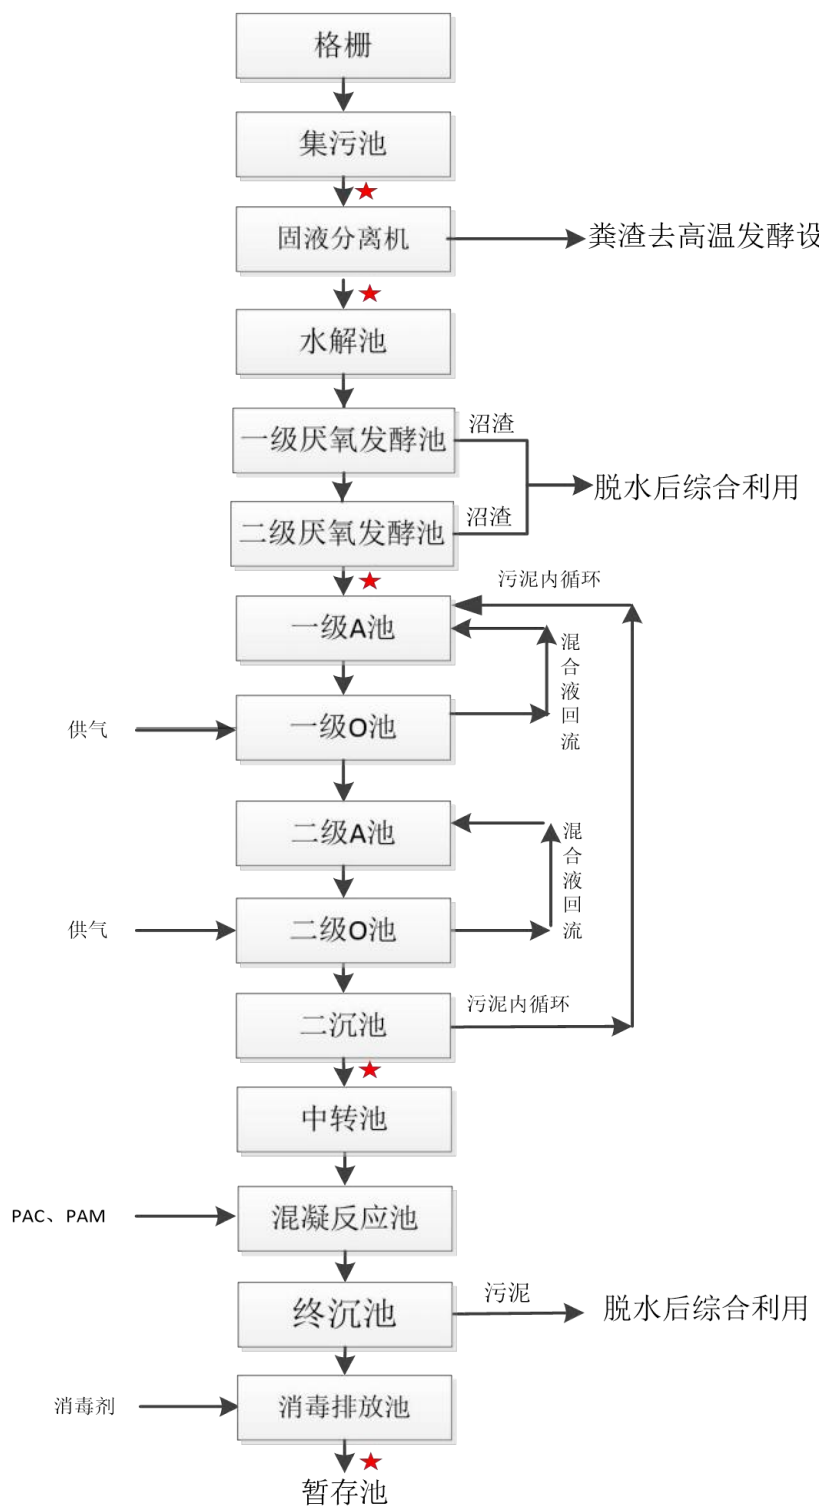 格栅
集污池
固液分离机
粪渣去高温发酵设
水解池
一级厌氧发酵池
沼渣
脱水后综合利用
二级厌氧发酵池
沼渣
污泥内循环
一级A池
混合液回流
供气
一级O池
二级A池
混合液回流
供气
二级O池
污泥内循环
二沉池
中转池
PAC、PAM
混凝反应池
终沉池
污泥
脱水后综合利用
消毒剂
消毒排放池
暂存池